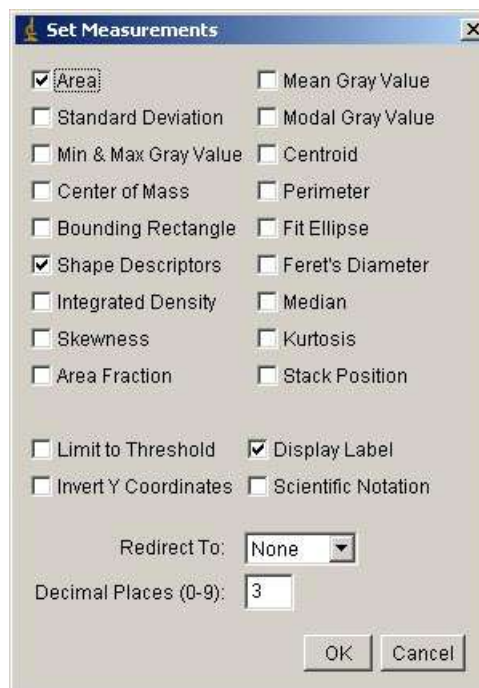 Set Measurements
Area Mean Gray Value
Standard Deviation Modal Gray Value
Min & Max Gray Value Centroid
Center of Mass Perimeter
Bounding Rectangle Fit Ellipse
Shape Descriptors Feret's Diameter
Integrated Density Median
Skewness Kurtosis
Area Fraction Stack Position
Limit to Threshold Display Label
Invert Y Coordinates Scientific Notation
Redirect To: None
Decimal Places (0-9): 3
OK Cancel